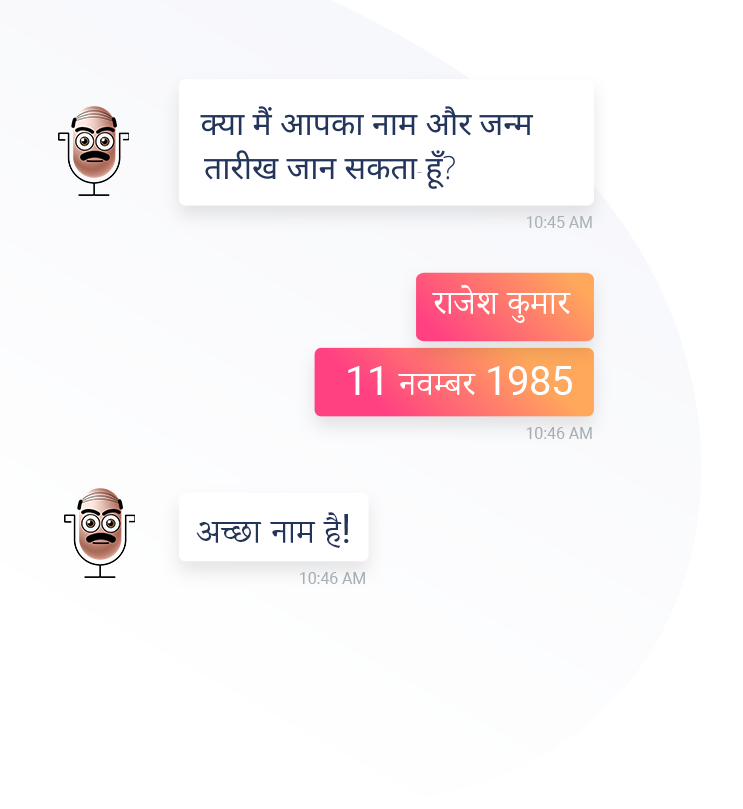 क्या मैं आपका नाम और जन्म
तारीख जान सकता हूँ?
10:45 AM
राजेश कुमार
11 नवम्बर 1985
10:46 AM
अच्छा नाम है!
10:46 AM